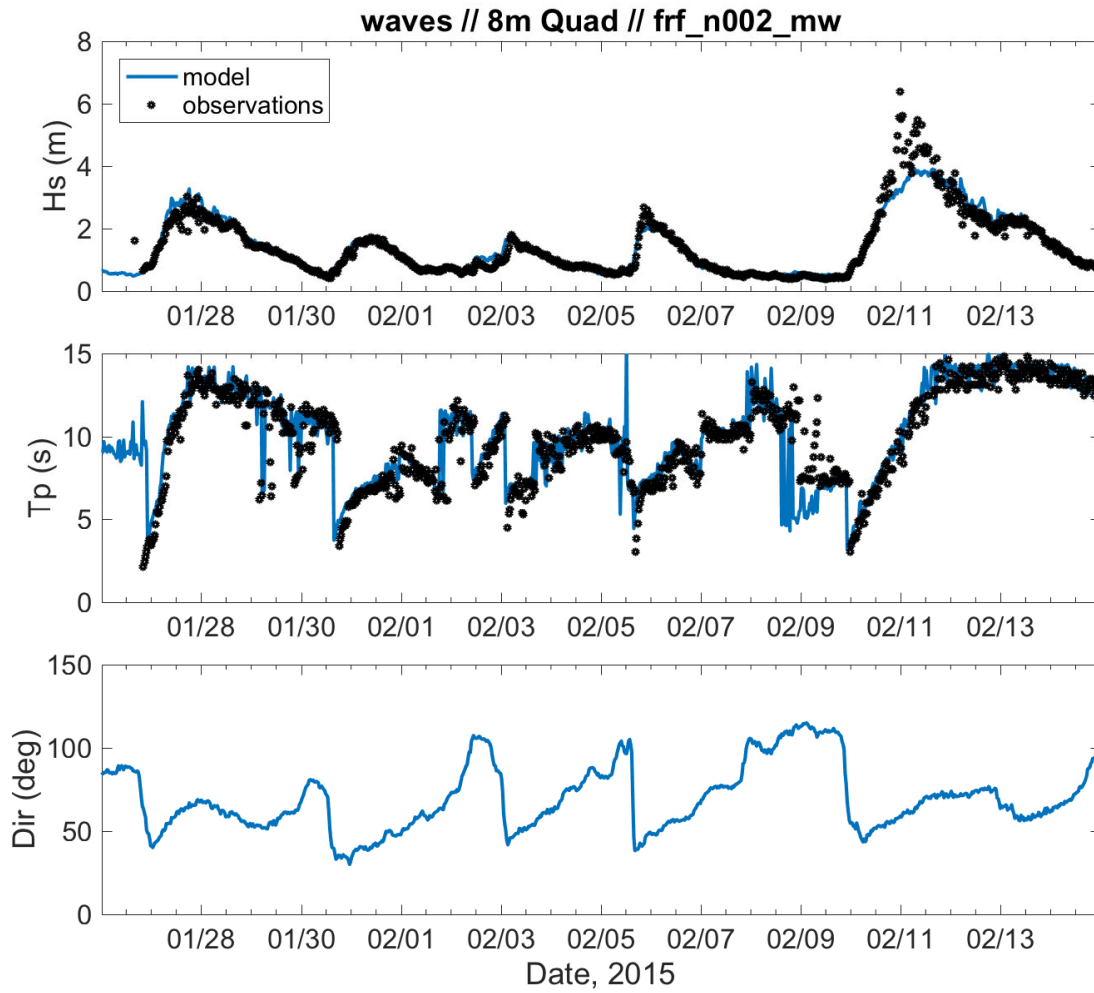 waves // 8m Quad // frf_n002_mw
8
6
4
2
0
Hs (m)
model
observations
01/28 01/30 02/01 02/03 02/05 02/07 02/09 02/11 02/13
15
10
5
0
Tp (s)
01/28 01/30 02/01 02/03 02/05 02/07 02/09 02/11 02/13
150
100
50
0
Dir (deg)
01/28 01/30 02/01 02/03 02/05 02/07 02/09 02/11 02/13
Date, 2015